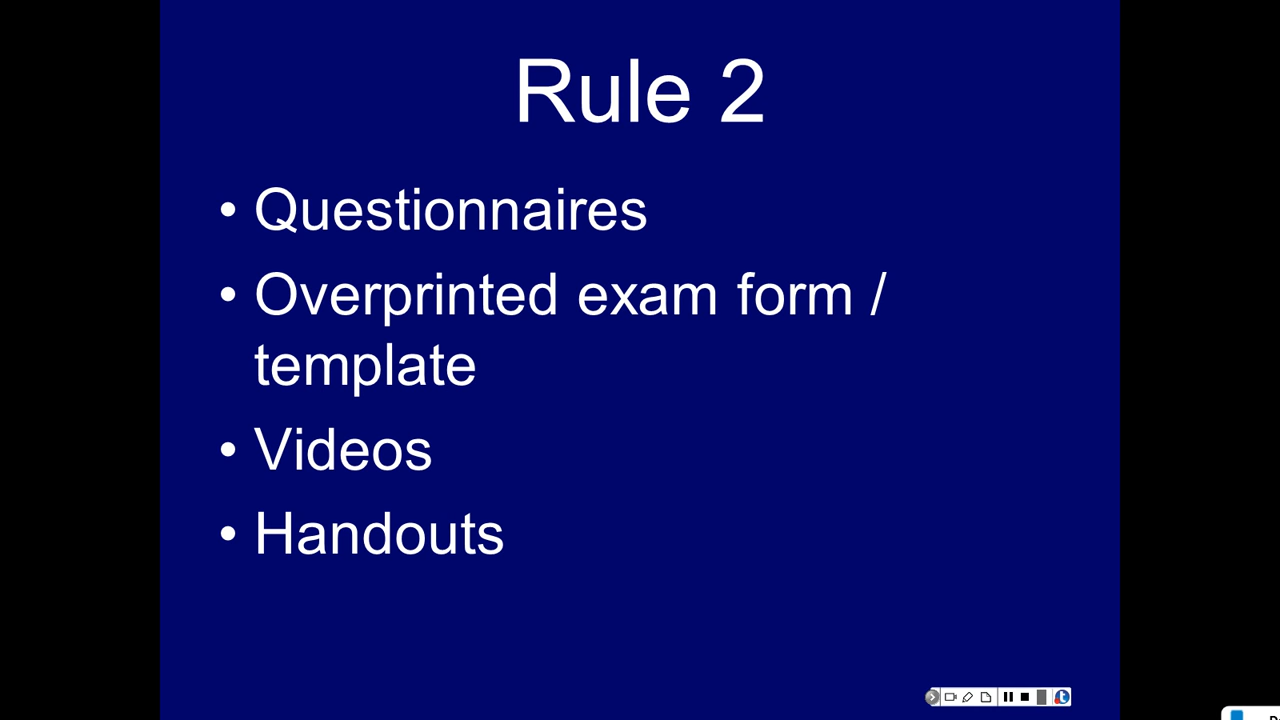 Rule 2
• Questionnaires
• Overprinted exam form /
template
• Videos
• Handouts